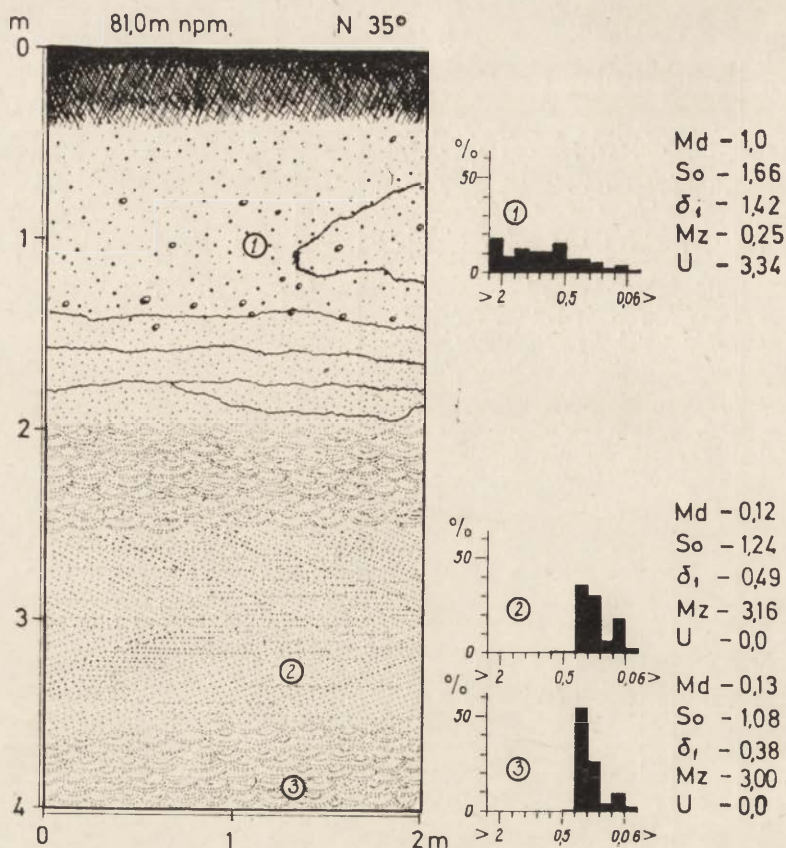 m 81,0m npm. N 35°
0
1
2
3
4
0 1 2m
1
2
3
%
50
0
1
> 2 0,5 0,06 >
Md - 1,0
So - 1,66
δ₁ - 1,42
Mz - 0,25
U - 3,34
%
50
0
2
> 2 0,5 0,06 >
Md - 0,12
So - 1,24
δ₁ - 0,49
Mz - 3,16
U - 0,0
%
50
0
3
> 2 0,5 0,06 >
Md - 0,13
So - 1,08
δ₁ - 0,38
Mz - 3,00
U - 0,0